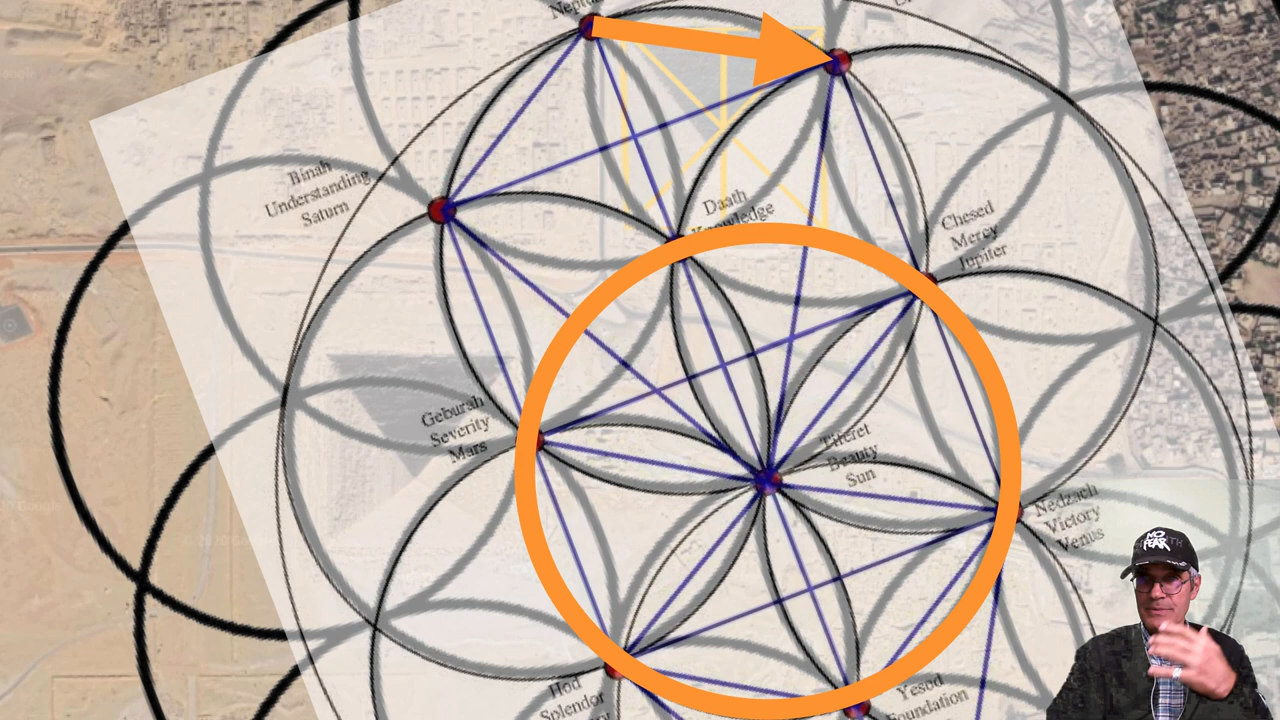 Binah
Understanding
Saturn
Daath
Chesed
Mercy
Jupiter
Geburah
Severity
Mars
Tiferet
Beauty
Sun
Nedzach
Victory
Venus
Hod
Splendor
Yesod
Foundation
FEAR